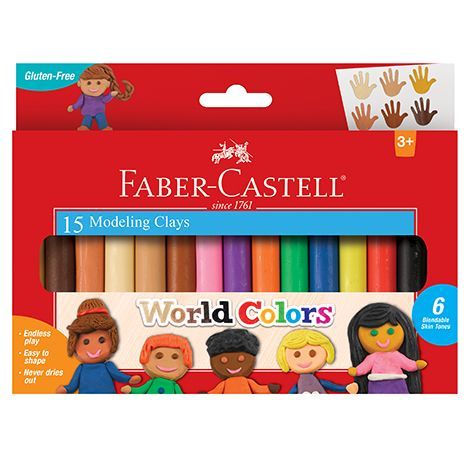 Gluten-Free
3+
FABER-CASTELL®
since 1761
15 Modeling Clays
World Colors®
• Endless play
• Easy to shape
• Never dries out
6
Blendable
Skin Tones